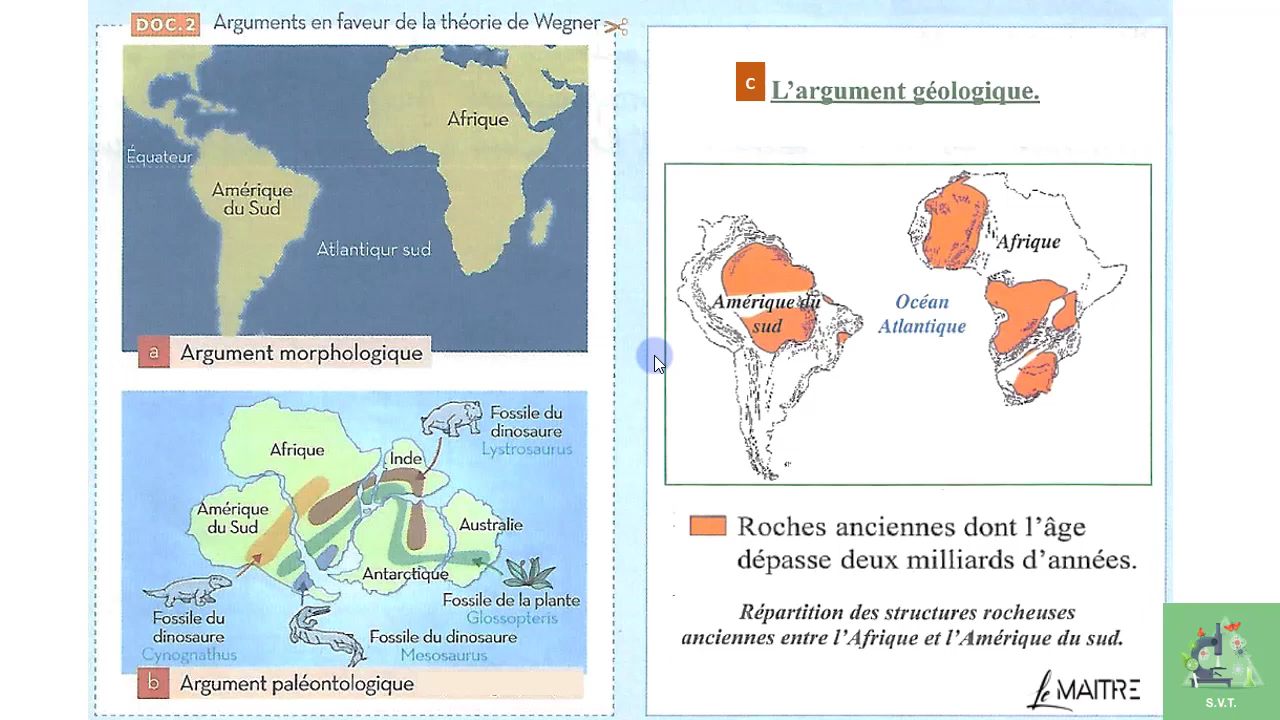 DOC.2 Arguments en faveur de la théorie de Wegner
Afrique
Équateur
Amérique
du Sud
Atlantiqur sud
a Argument morphologique
Fossile du
dinosaure
Lystrosaurus
Afrique
Inde
Amérique
du Sud
Australie
Antarctique
Fossile de la plante
Glossopteris
Fossile du
dinosaure
Cynognathus
Fossile du dinosaure
Mesosaurus
b Argument paléontologique
C L’argument géologique.
Afrique
Amérique du
sud
Océan
Atlantique
Roches anciennes dont l’âge
dépasse deux milliards d’années.
Répartition des structures rocheuses
anciennes entre l’Afrique et l’Amérique du sud.
Le MAITRE
S.V.T.